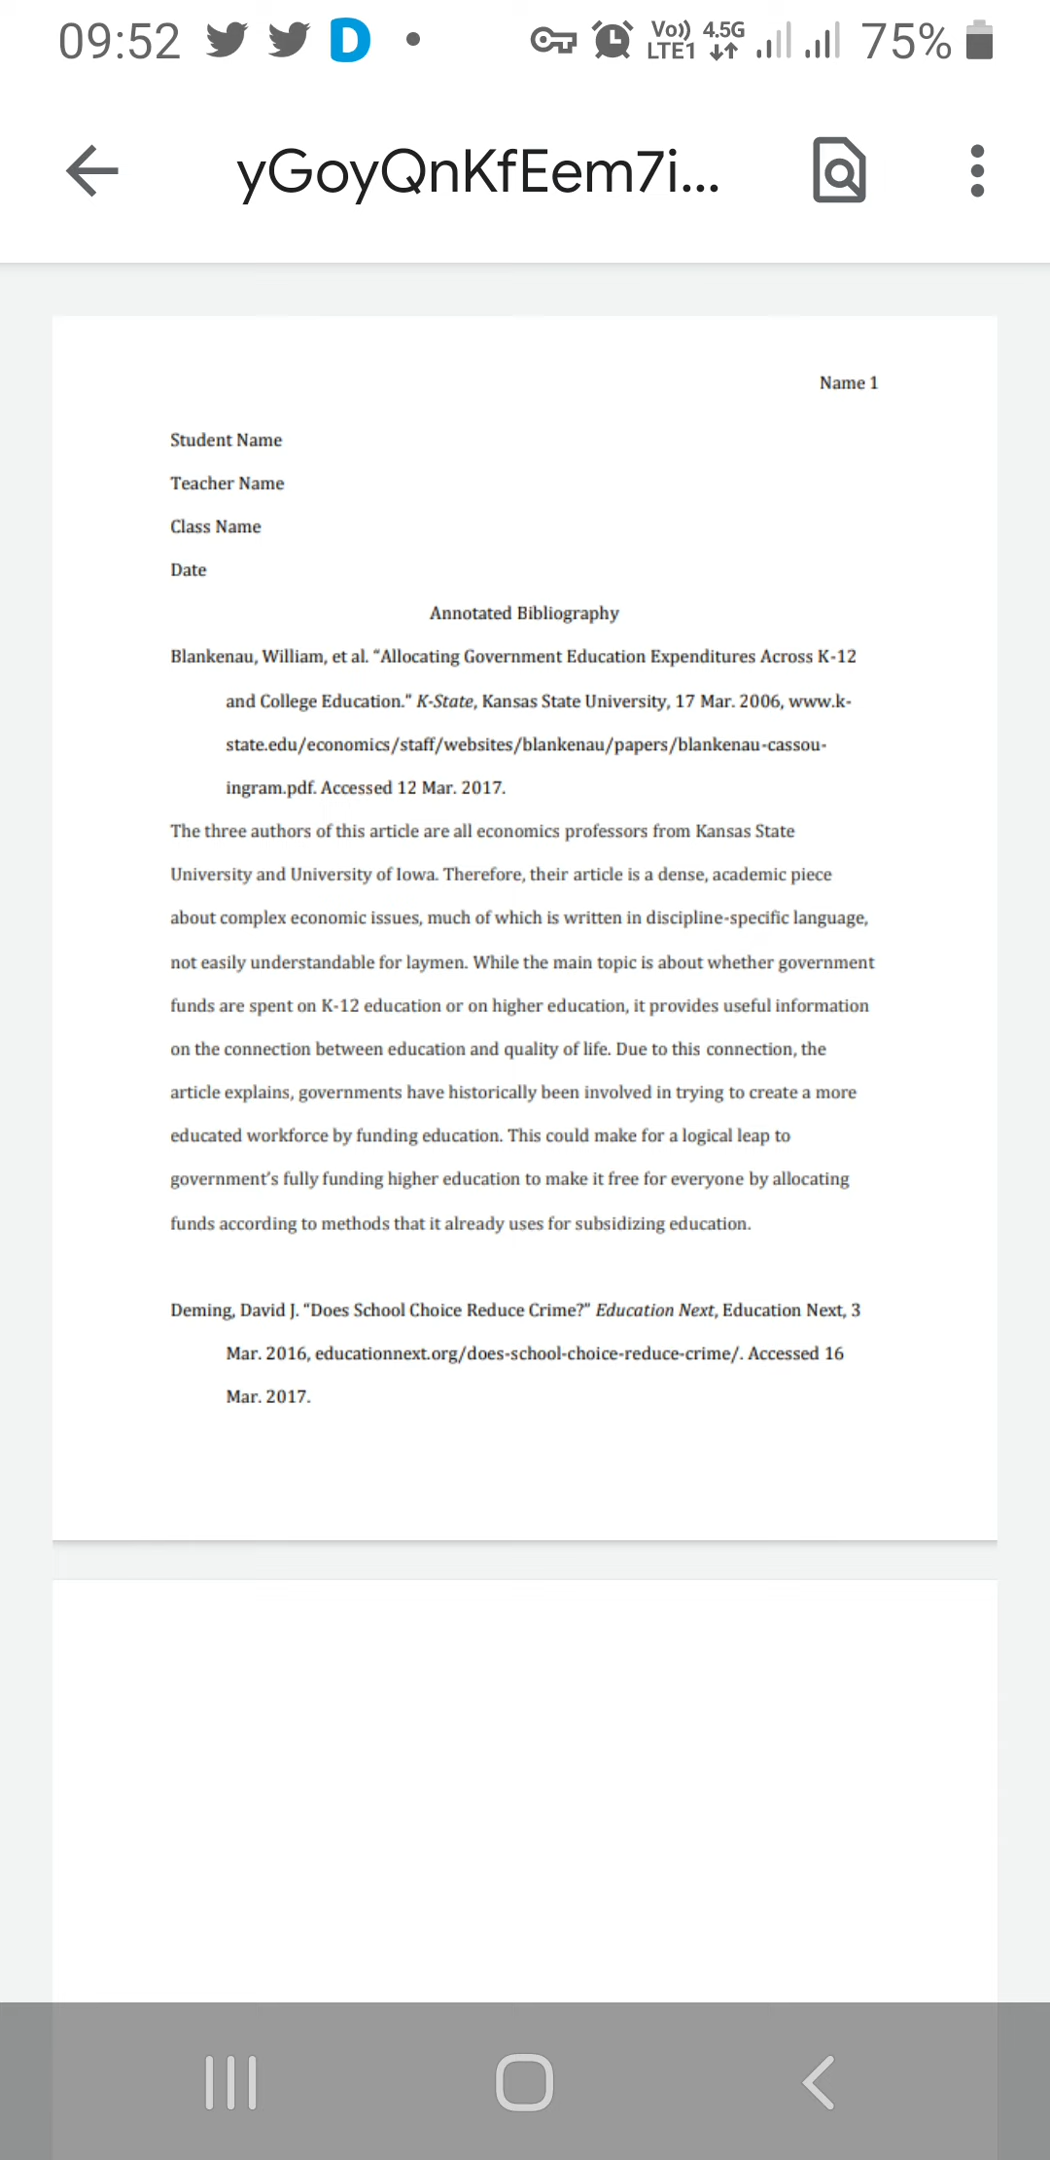 09:52 D Vo)) LTE1 4.5G 75%
yGoyQnKfEem7i...
Name 1
Student Name
Teacher Name
Class Name
Date
Annotated Bibliography
Blankenau, William, et al. “Allocating Government Education Expenditures Across K-12
and College Education.” K-State, Kansas State University, 17 Mar. 2006, www.k-
state.edu/economics/staff/websites/blankenau/papers/blankenau-cassou-
ingram.pdf. Accessed 12 Mar. 2017.
The three authors of this article are all economics professors from Kansas State
University and University of Iowa. Therefore, their article is a dense, academic piece
about complex economic issues, much of which is written in discipline-specific language,
not easily understandable for laymen. While the main topic is about whether government
funds are spent on K-12 education or on higher education, it provides useful information
on the connection between education and quality of life. Due to this connection, the
article explains, governments have historically been involved in trying to create a more
educated workforce by funding education. This could make for a logical leap to
government’s fully funding higher education to make it free for everyone by allocating
funds according to methods that it already uses for subsidizing education.
Deming, David J. “Does School Choice Reduce Crime?” Education Next, Education Next, 3
Mar. 2016, educationnext.org/does-school-choice-reduce-crime/. Accessed 16
Mar. 2017.